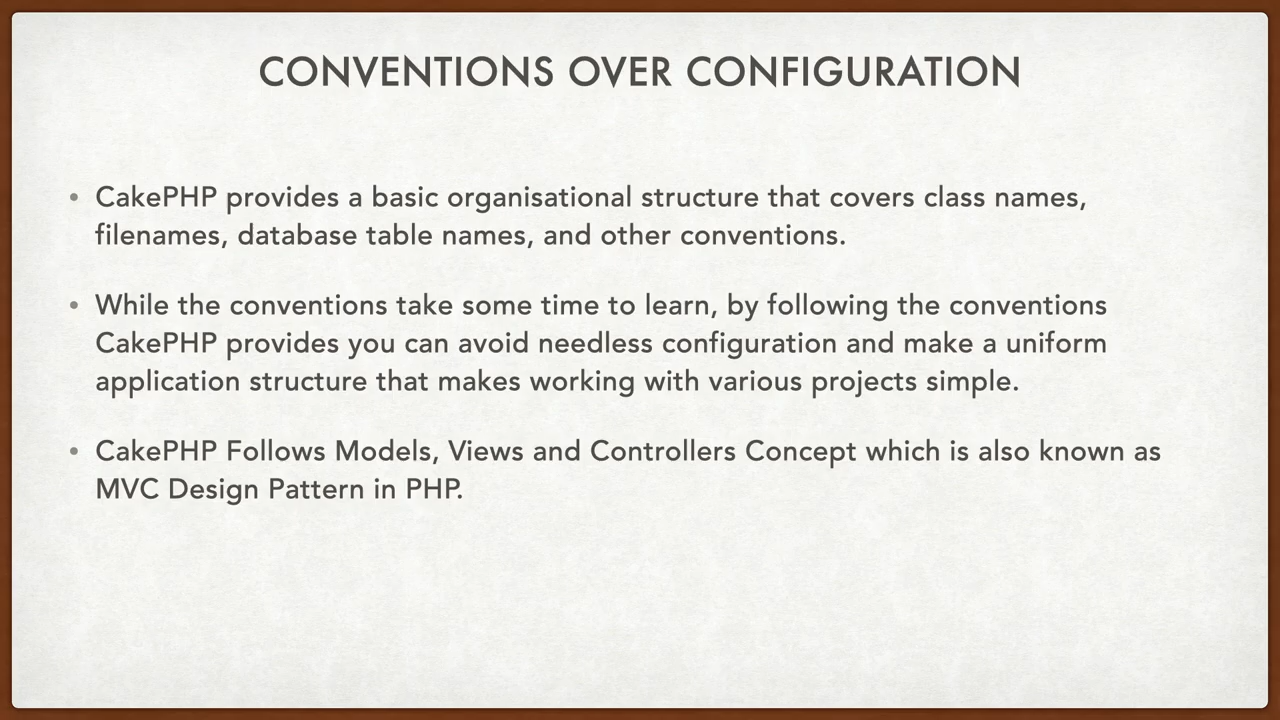 CONVENTIONS OVER CONFIGURATION
• CakePHP provides a basic organisational structure that covers class names,
filenames, database table names, and other conventions.
• While the conventions take some time to learn, by following the conventions
CakePHP provides you can avoid needless configuration and make a uniform
application structure that makes working with various projects simple.
• CakePHP Follows Models, Views and Controllers Concept which is also known as
MVC Design Pattern in PHP.